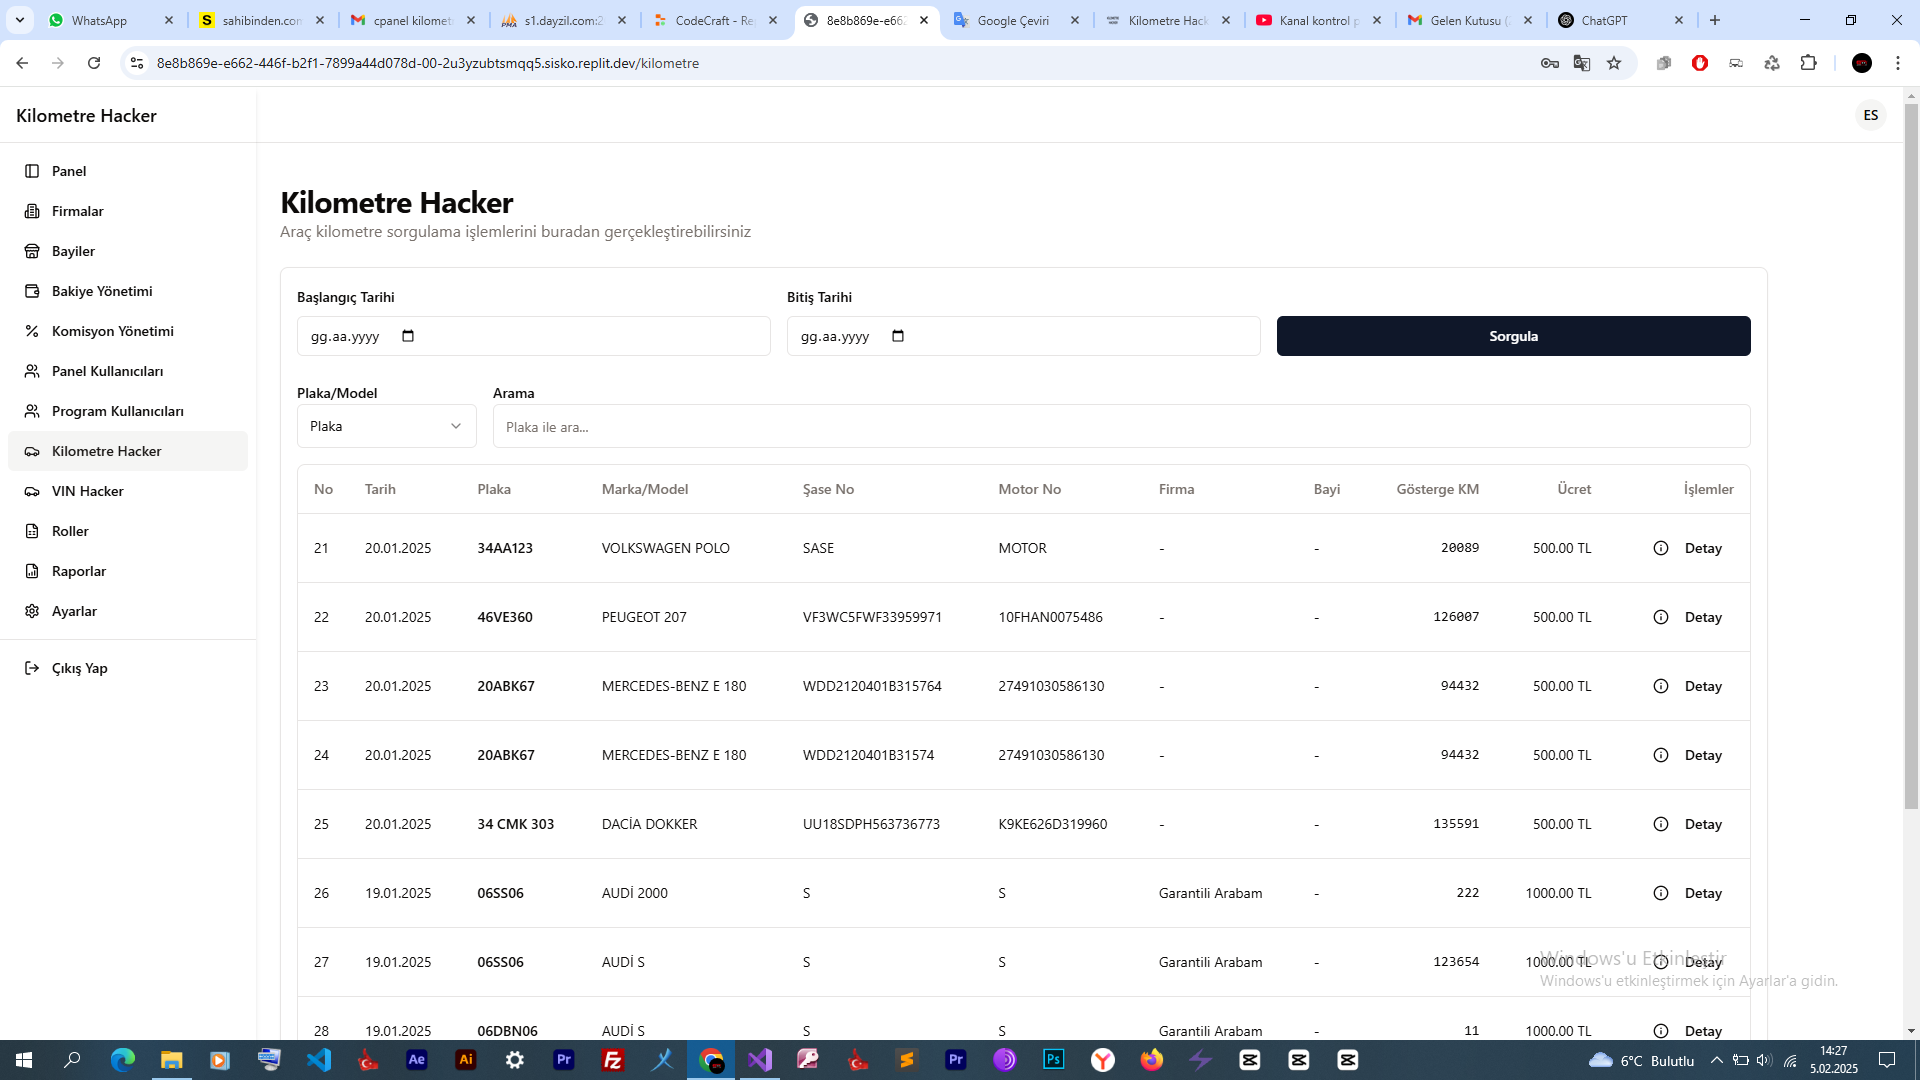 WhatsApp
sahibinden.com
cpanel kilomet
s1.dayzil.com:2
CodeCraft - Re
8e8b869e-e662
Google Çeviri
Kilometre Hack
Kanal kontrol p
Gelen Kutusu (
ChatGPT
8e8b869e-e662-446f-b2f1-7899a44d078d-00-2u3yzubtsmqq5.sisko.replit.dev/kilometre
Kilometre Hacker
ES
Panel
Firmalar
Bayiler
Bakiye Yönetimi
Komisyon Yönetimi
Panel Kullanıcıları
Program Kullanıcıları
Kilometre Hacker
VIN Hacker
Roller
Raporlar
Ayarlar
Çıkış Yap
Kilometre Hacker
Araç kilometre sorgulama işlemlerini buradan gerçekleştirebilirsiniz
Başlangıç Tarihi Bitiş Tarihi
gg.aa.yyyy gg.aa.yyyy Sorgula
Plaka/Model Arama
Plaka Plaka ile ara...
No Tarih Plaka Marka/Model Şase No Motor No Firma Bayi Gösterge KM Ücret İşlemler
21 20.01.2025 34AA123 VOLKSWAGEN POLO SASE MOTOR - - 20089 500.00 TL Detay
22 20.01.2025 46VE360 PEUGEOT 207 VF3WC5FWF33959971 10FHAN0075486 - - 126007 500.00 TL Detay
23 20.01.2025 20ABK67 MERCEDES-BENZ E 180 WDD2120401B315764 27491030586130 - - 94432 500.00 TL Detay
24 20.01.2025 20ABK67 MERCEDES-BENZ E 180 WDD2120401B31574 27491030586130 - - 94432 500.00 TL Detay
25 20.01.2025 34 CMK 303 DACİA DOKKER UU18SDPH563736773 K9KE626D319960 - - 135591 500.00 TL Detay
26 19.01.2025 06SS06 AUDİ 2000 S S Garantili Arabam - 222 1000.00 TL Detay
27 19.01.2025 06SS06 AUDİ S S S Garantili Arabam - 123654 1000.00 TL Detay
Windows'u Etkinleştir
Windows'u etkinleştirmek için Ayarlar'a gidin.
28 19.01.2025 06DBN06 AUDİ S S S Garantili Arabam - 11 1000.00 TL Detay
6°C Bulutlu
14:27
5.02.2025